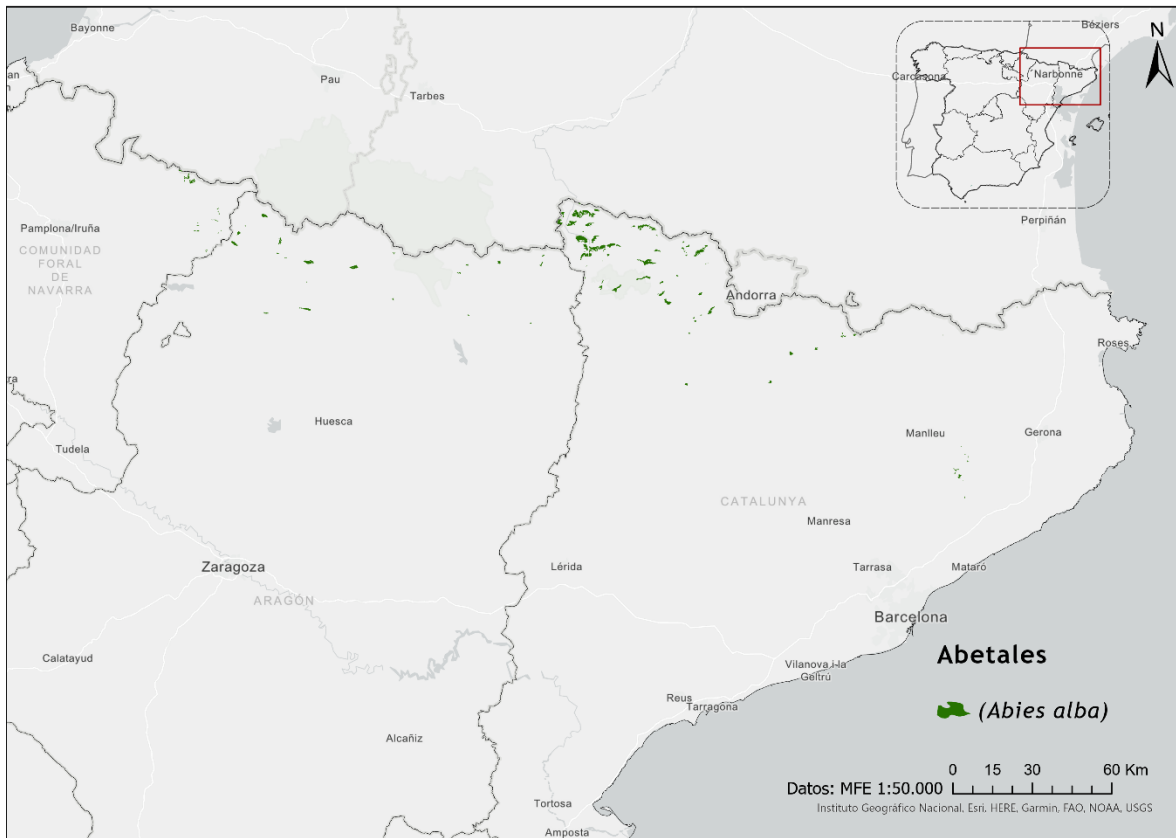 Bayonne
Béziers
N
Pau
Carcasona
Narbonne
Tarbes
Perpiñán
Pamplona/Iruña
COMUNIDAD
FORAL
DE
NAVARRA
Andorra
Roses
Huesca
Manlleu
Gerona
Tudela
CATALUNYA
Manresa
Zaragoza
Lérida
Tarrasa
Mataró
ARAGÓN
Barcelona
Calatayud
Abetales
Vilanova i la
Geltrú
Reus
Tarragona
(Abies alba)
Alcañiz
0 15 30 60 Km
Datos: MFE 1:50.000
Instituto Geográfico Nacional, Esri, HERE, Garmin, FAO, NOAA, USGS
Tortosa
Amposta